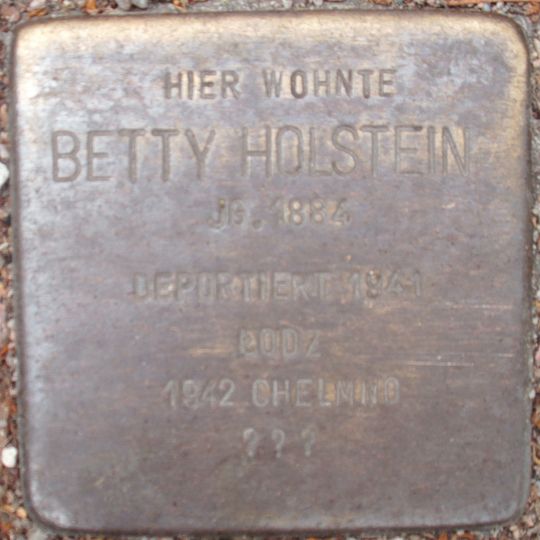 HIER WOHNTE
BETTY HOLSTEIN
JG. 1884
DEPORTIERT 1941
LODZ
1942 CHELMNO
? ? ?